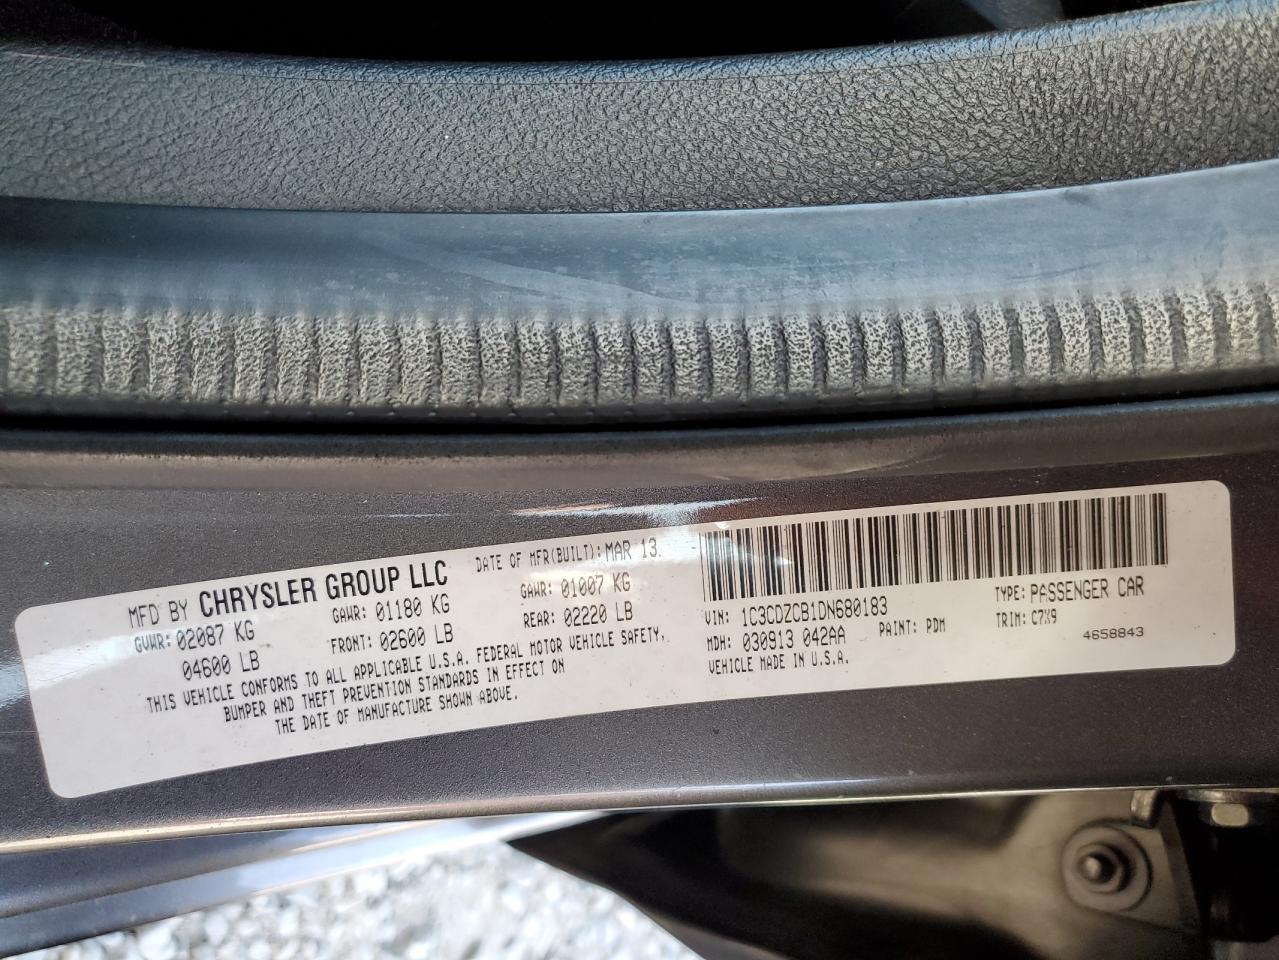 MFD BY CHRYSLER GROUP LLC
DATE OF MFR(BUILT): MAR 13
GVWR: 02087 KG
GAWR: 01180 KG
GAWR: 01007 KG
04600 LB
FRONT: 02600 LB
REAR: 02220 LB
THIS VEHICLE CONFORMS TO ALL APPLICABLE U.S.A. FEDERAL MOTOR VEHICLE SAFETY,
BUMPER AND THEFT PREVENTION STANDARDS IN EFFECT ON
THE DATE OF MANUFACTURE SHOWN ABOVE.
VIN: 1C3CDZCB1DN680183
TYPE: PASSENGER CAR
MDH: 030913 042AA
PAINT: PDM
TRIM: C7X9
VEHICLE MADE IN U.S.A.
4658843